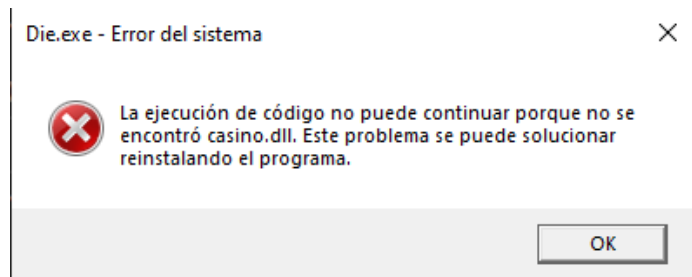 Die.exe - Error del sistema
La ejecución de código no puede continuar porque no se
encontró casino.dll. Este problema se puede solucionar
reinstalando el programa.
OK